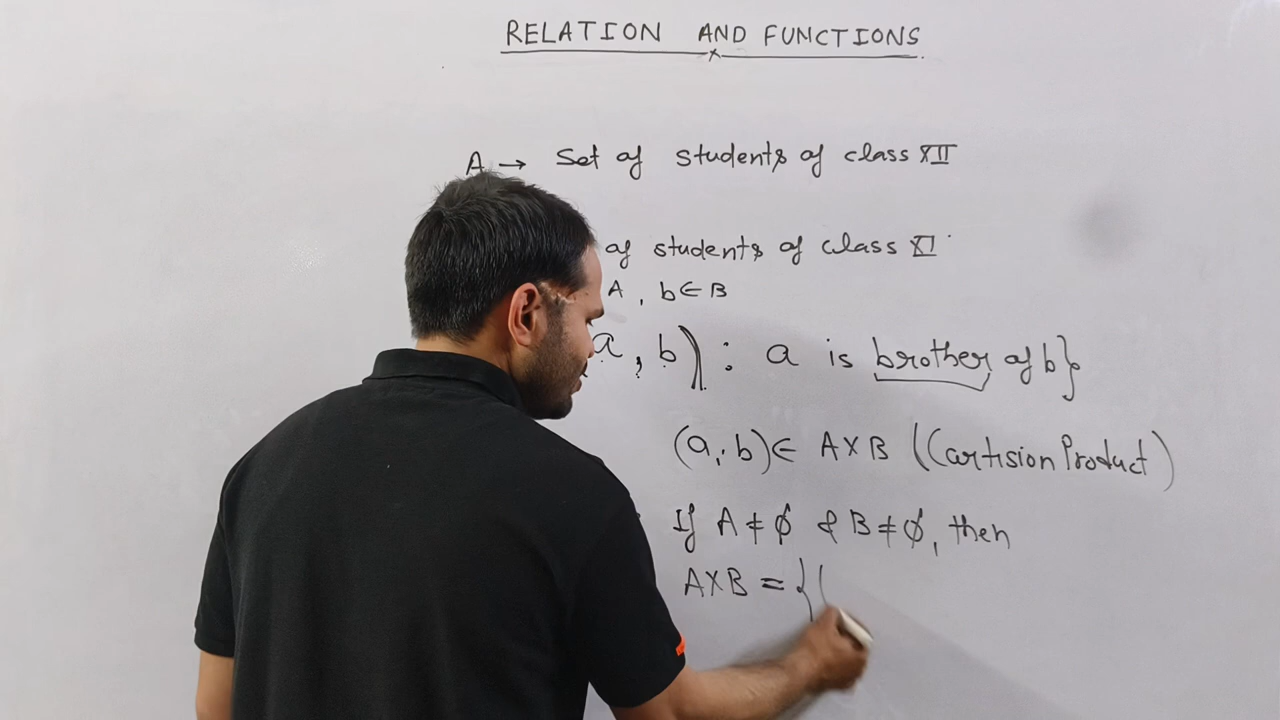 RELATION AND FUNCTIONS
A → Set of students of class XII
of students of class XI
A , b ∈ B
a , b) : a is brother of b}
(a, b) ∈ A×B (Cartision Product)
If A ≠ ϕ & B ≠ ϕ, then
A×B = {(